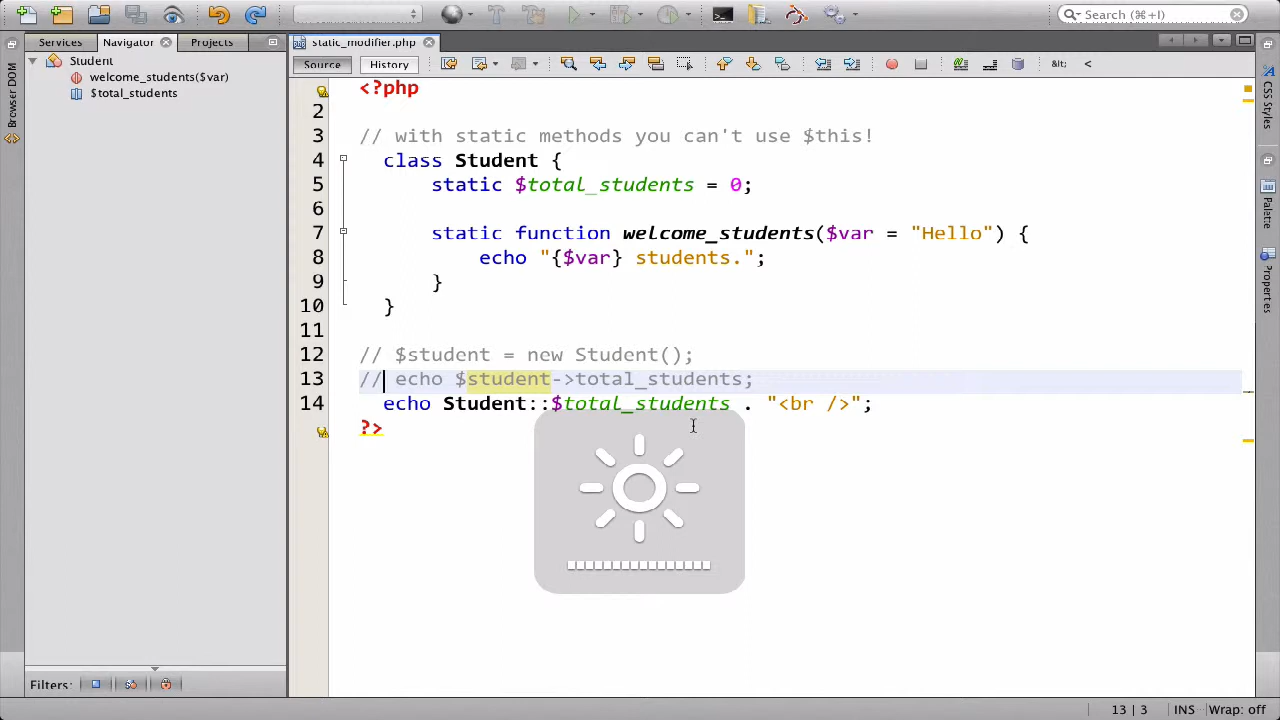 Search (⌘+I)
Services
Navigator
Projects
static_modifier.php
Source
History
Browser DOM
Student
welcome_students($var)
$total_students
<?php
2
3 // with static methods you can't use $this!
4 class Student {
5 static $total_students = 0;
6
7 static function welcome_students($var = "Hello") {
8 echo "{$var} students.";
9 }
10 }
11
12 // $student = new Student();
13 // echo $student->total_students;
14 echo Student::$total_students . "<br />";
?>
CSS Styles
Palette
Properties
Filters:
13 | 3 INS Wrap: off